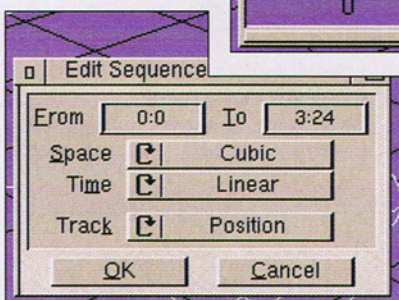 Edit Sequence
From 0:0 To 3:24
Space Cubic
Time Linear
Track Position
OK Cancel